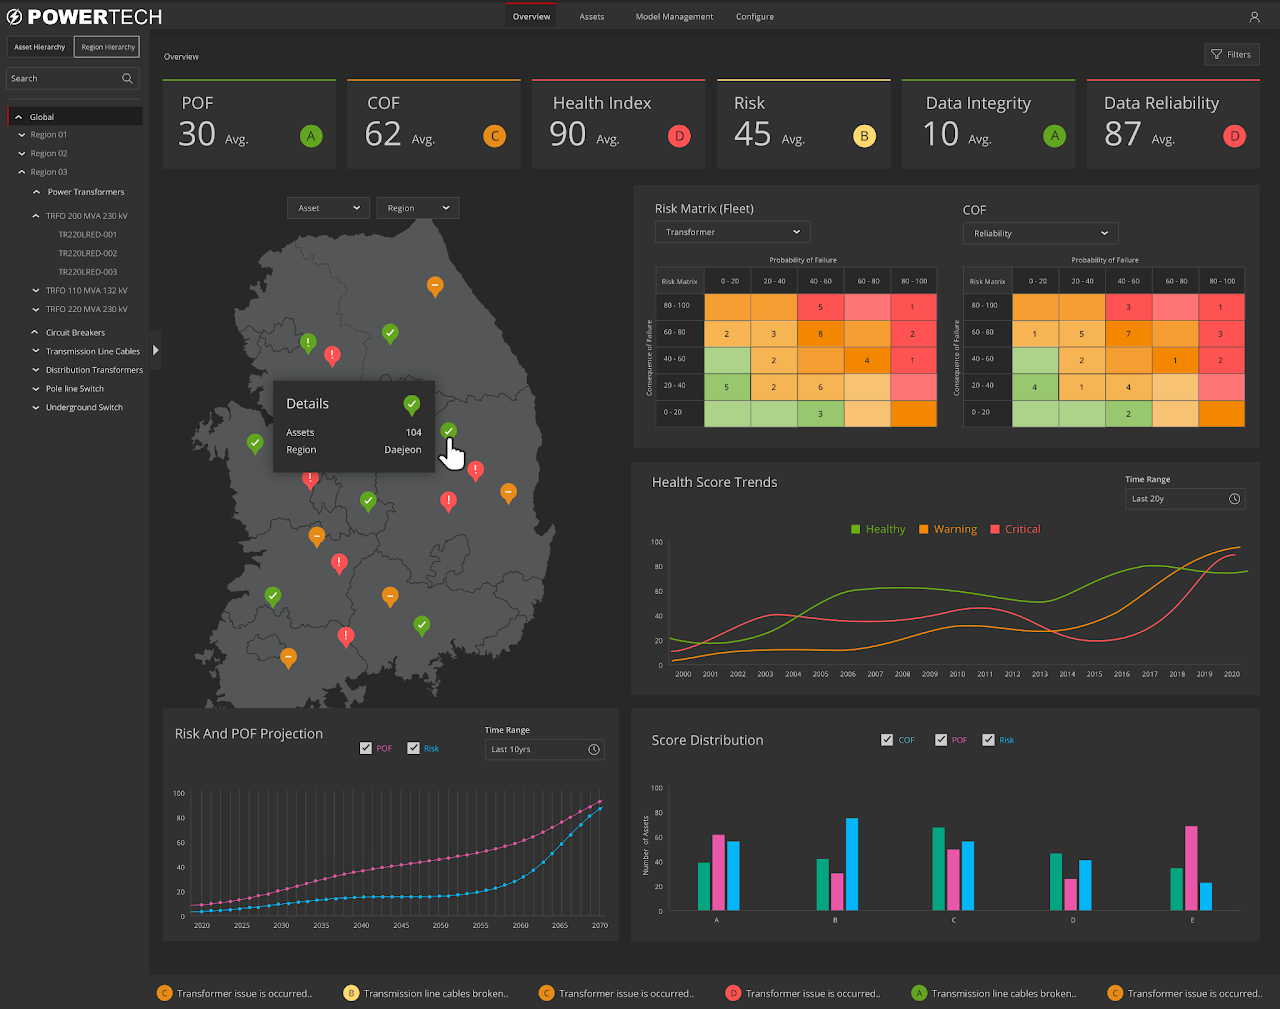 POWERTECH
Overview
Assets
Model Management
Configure
Asset Hierarchy
Region Hierarchy
Search
Global
Region 01
Region 02
Region 03
Power Transformers
TRFO 200 MVA 230 kV
TR220LRED-001
TR220LRED-002
TR220LRED-003
TRFO 110 MVA 132 kV
TRFO 220 MVA 230 kV
Circuit Breakers
Transmission Line Cables
Distribution Transformers
Pole line Switch
Underground Switch
Overview
Filters
POF
30 Avg. A
COF
62 Avg. C
Health Index
90 Avg. D
Risk
45 Avg. B
Data Integrity
10 Avg. A
Data Reliability
87 Avg. D
Asset
Region
Details
Assets 104
Region Daejeon
Risk Matrix (Fleet)
Transformer
Probability of Failure
Consequence of Failure
Risk Matrix 0 - 20 20 - 40 40 - 60 60 - 80 80 - 100
80 - 100 5 1
60 - 80 2 3 8 2
40 - 60 2 4 1
20 - 40 5 2 6
0 - 20 3
COF
Reliability
Probability of Failure
Consequence of Failure
Risk Matrix 0 - 20 20 - 40 40 - 60 60 - 80 80 - 100
80 - 100 3 1
60 - 80 1 5 7 3
40 - 60 2 1 2
20 - 40 4 1 4
0 - 20 2
Health Score Trends
Time Range
Last 20y
Healthy Warning Critical
100
80
60
40
20
0
2000 2001 2002 2003 2004 2005 2006 2007 2008 2009 2010 2011 2012 2013 2014 2015 2016 2017 2018 2019 2020
Risk And POF Projection
POF
Risk
Time Range
Last 10yrs
100
80
60
40
20
0
2020 2025 2030 2035 2040 2045 2050 2055 2060 2065 2070
Score Distribution
COF
POF
Risk
Number of Assets
100
80
60
40
20
0
A B C D E
C Transformer issue is occurred..
B Transmission line cables broken..
C Transformer issue is occurred..
D Transformer issue is occurred..
A Transmission line cables broken..
C Transformer issue is occurred..